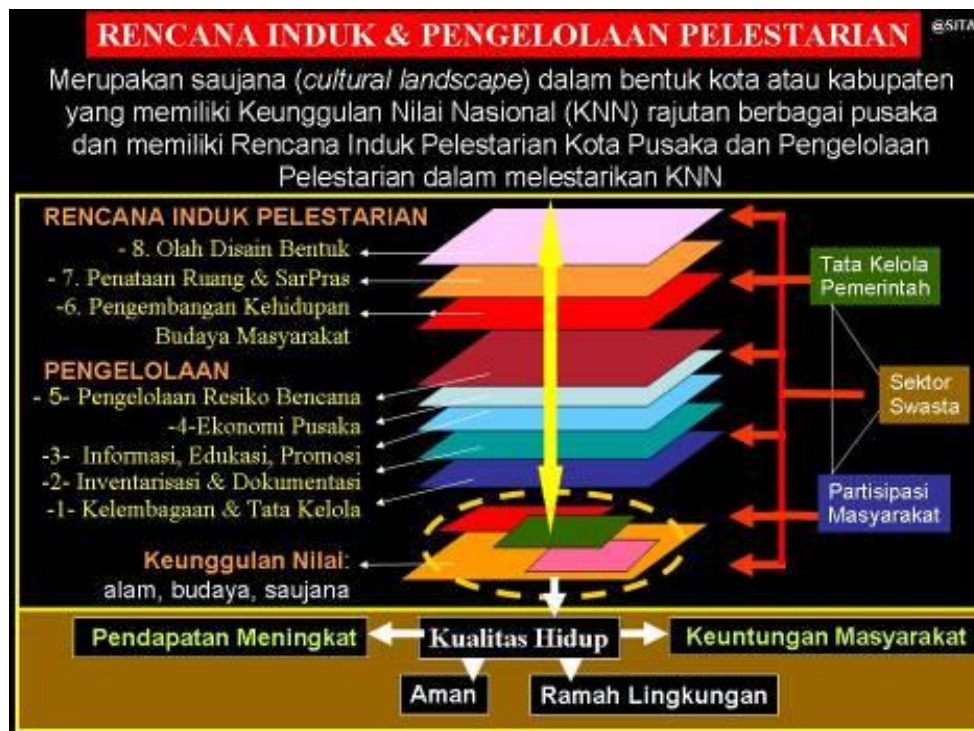 @SITA
RENCANA INDUK & PENGELOLAAN PELESTARIAN
Merupakan saujana (cultural landscape) dalam bentuk kota atau kabupaten
yang memiliki Keunggulan Nilai Nasional (KNN) rajutan berbagai pusaka
dan memiliki Rencana Induk Pelestarian Kota Pusaka dan Pengelolaan
Pelestarian dalam melestarikan KNN
RENCANA INDUK PELESTARIAN
- 8. Olah Disain Bentuk
- 7. Penataan Ruang & SarPras
-6. Pengembangan Kehidupan
Budaya Masyarakat
PENGELOLAAN
- 5- Pengelolaan Resiko Bencana
-4-Ekonomi Pusaka
-3- Informasi, Edukasi, Promosi
-2- Inventarisasi & Dokumentasi
-1- Kelembagaan & Tata Kelola
Keunggulan Nilai:
alam, budaya, saujana
Tata Kelola
Pemerintah
Sektor
Swasta
Partisipasi
Masyarakat
Pendapatan Meningkat
Kualitas Hidup
Keuntungan Masyarakat
Aman
Ramah Lingkungan